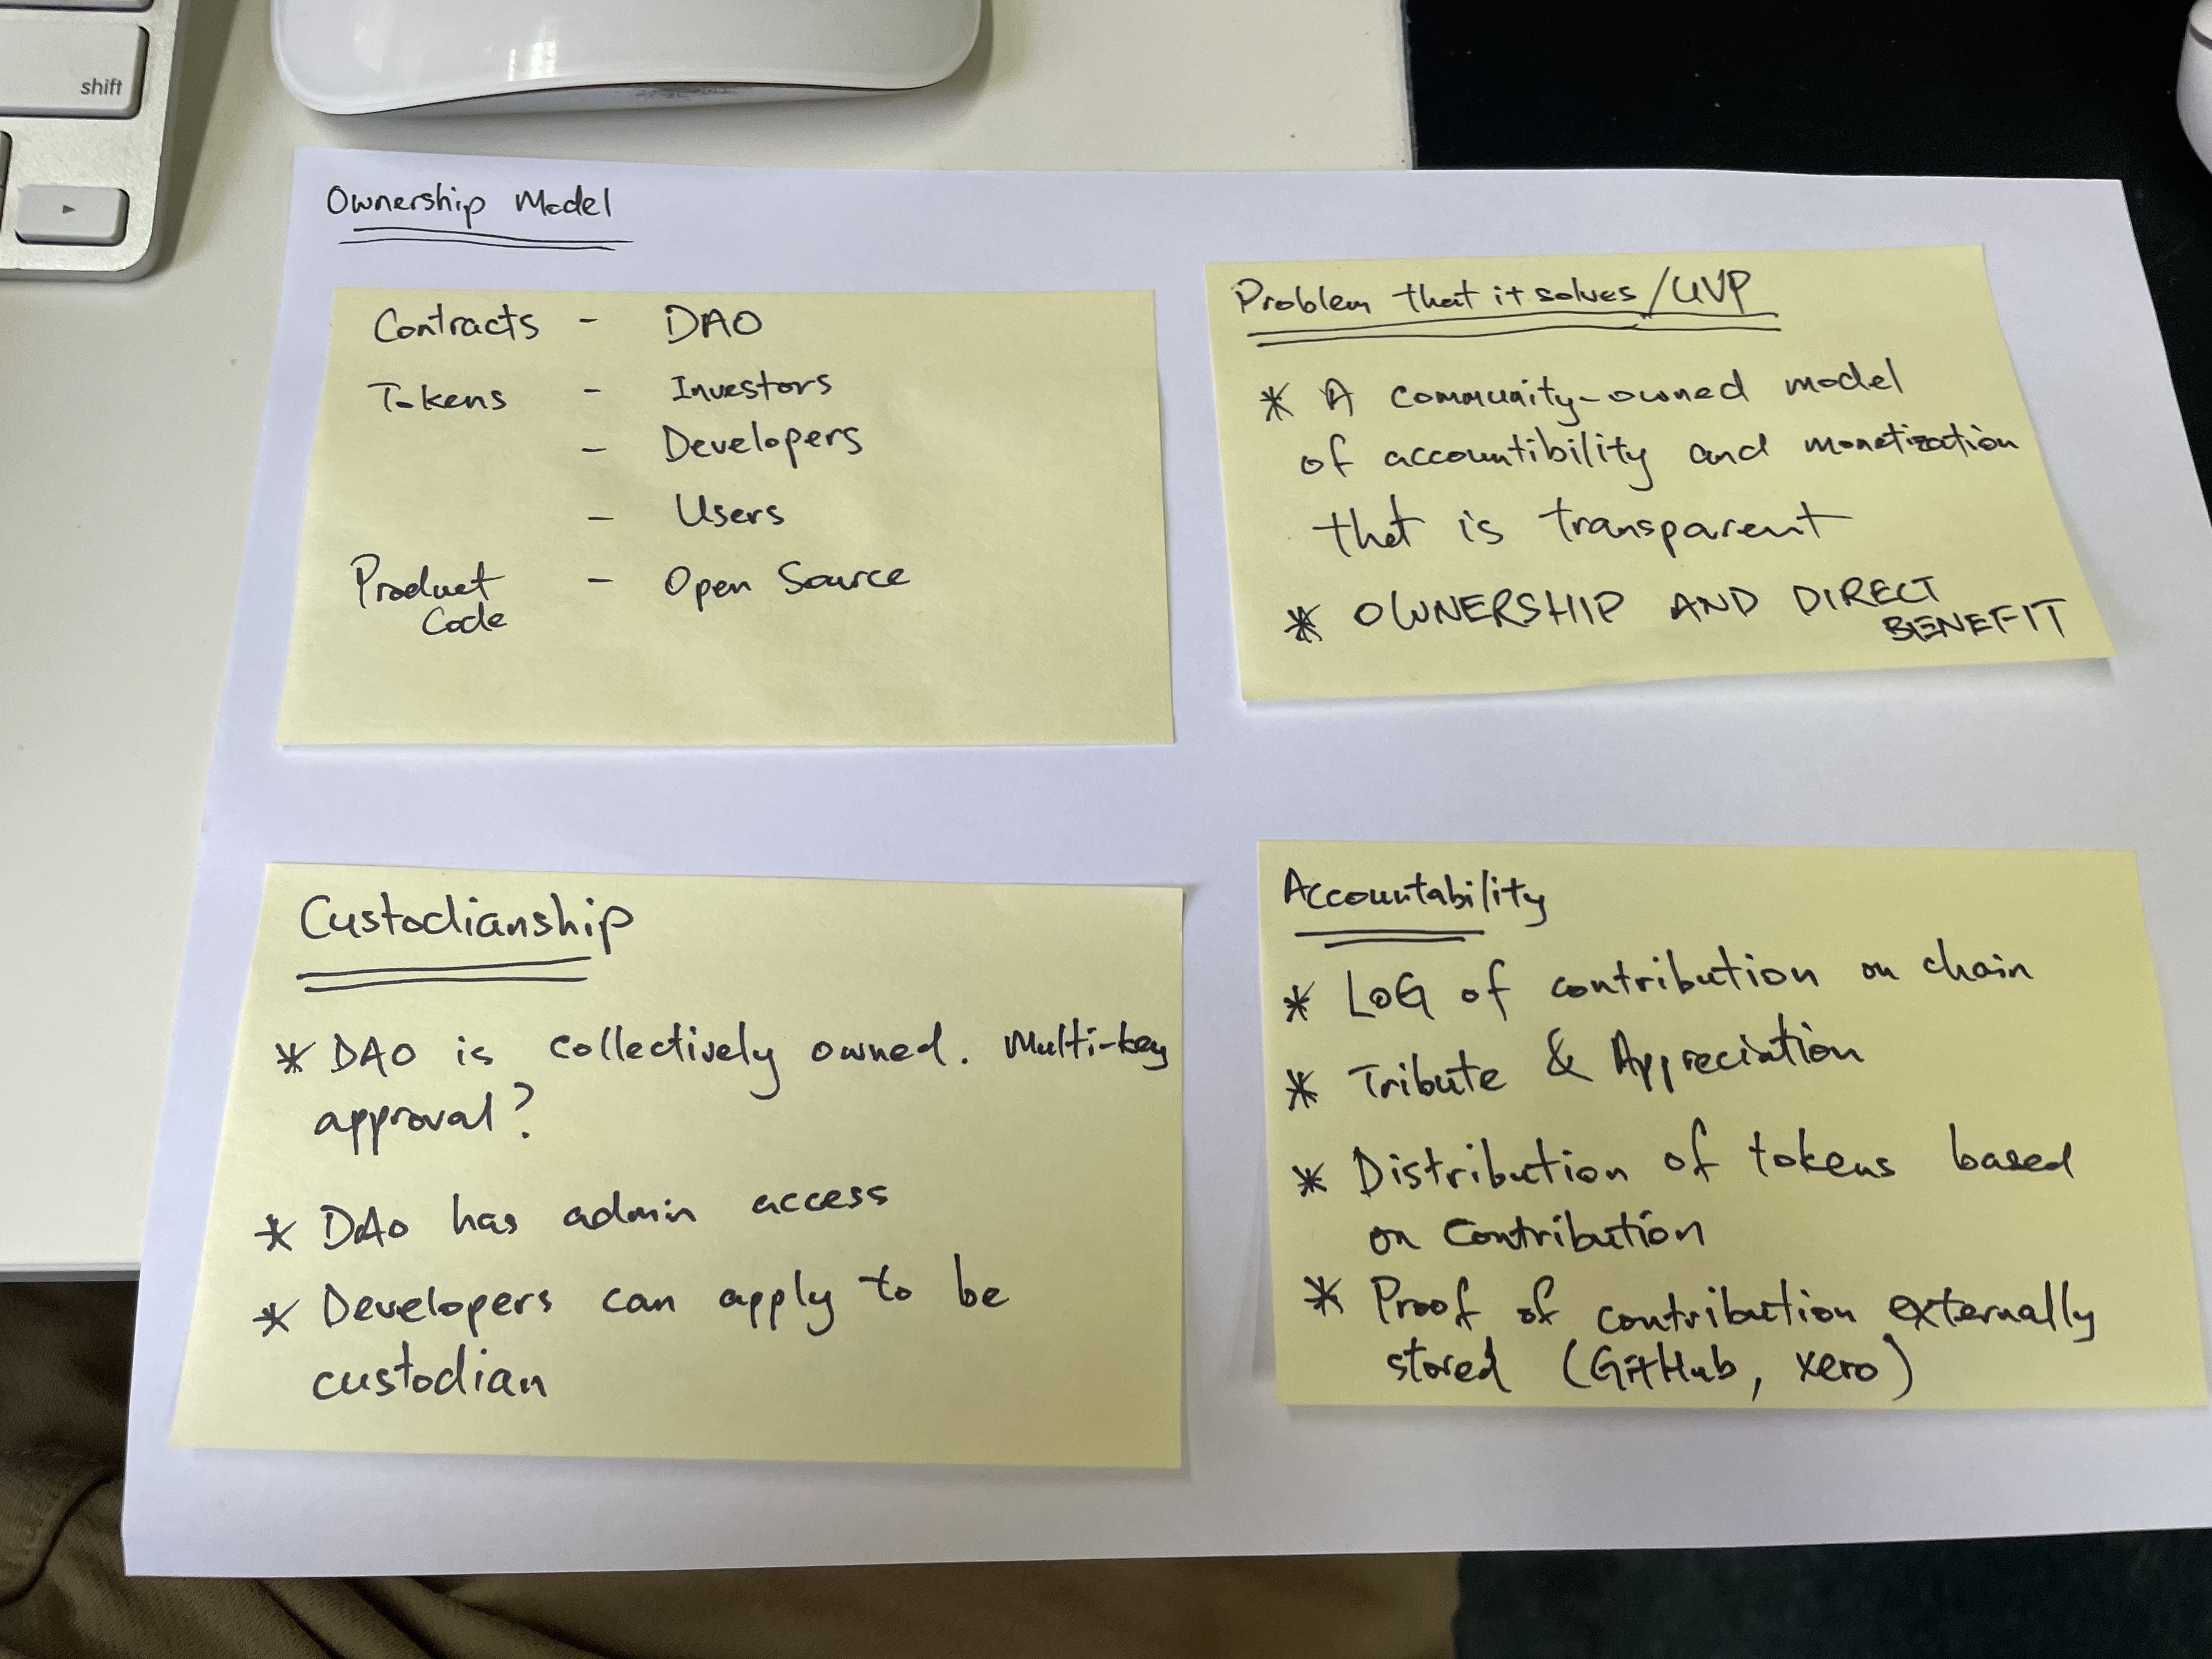 shift
Ownership Model
Contracts - DAO
Tokens - Investors
- Developers
- Users
Product - Open Source
Code
Problem that it solves/UVP
* A community-owned model
of accountibility and monetization
that is transparent
* OWNERSHIP AND DIRECT
BENEFIT
Custodianship
* DAO is collectively owned. Multi-key
approval?
* DAO has admin access
* Developers can apply to be
custodian
Accountability
* LOG of contribution on chain
* Tribute & Appreciation
* Distribution of tokens based
on Contribution
* Proof of contribution externally
stored (GitHub, xero)